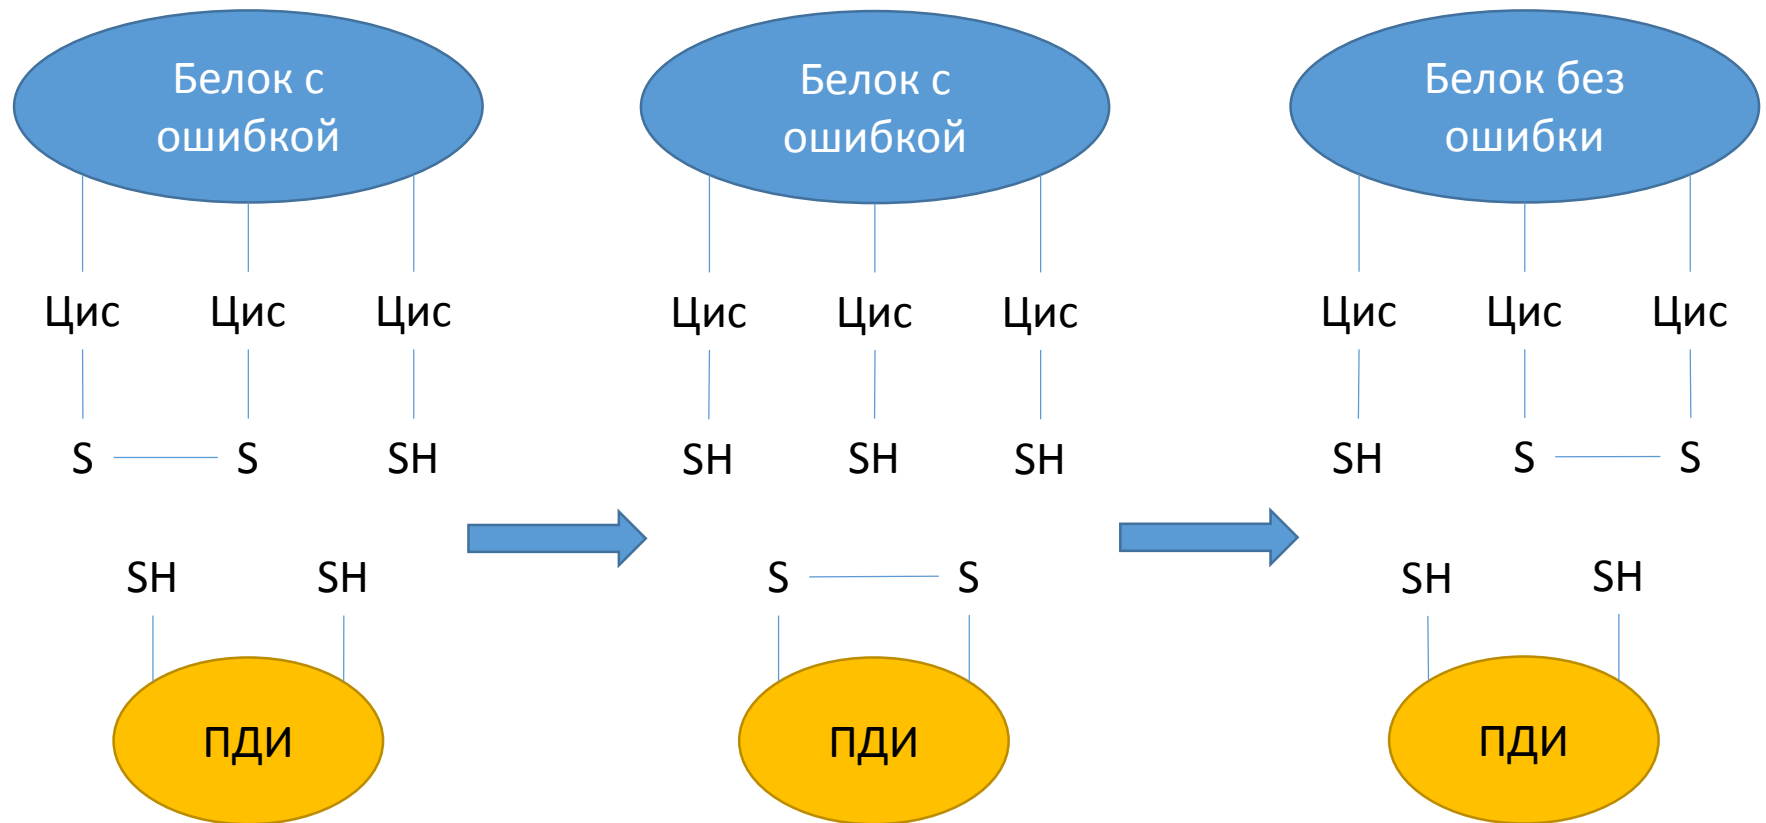 Белок с
ошибкой
Белок с
ошибкой
Белок без
ошибки
Цис Цис Цис
Цис Цис Цис
Цис Цис Цис
S S SH
SH SH SH
SH S S
SH SH
S S
SH SH
ПДИ
ПДИ
ПДИ